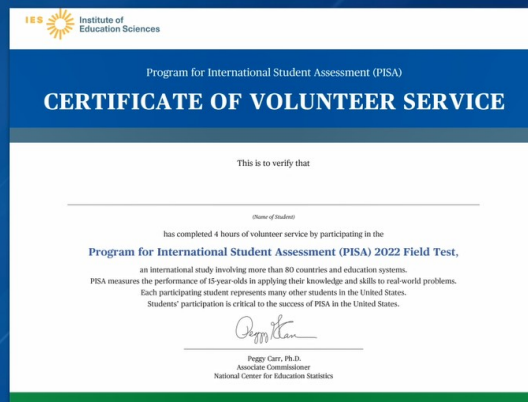 IES Institute of
Education Sciences
Program for International Student Assessment (PISA)
CERTIFICATE OF VOLUNTEER SERVICE
This is to verify that
(Name of Student)
has completed 4 hours of volunteer service by participating in the
Program for International Student Assessment (PISA) 2022 Field Test,
an international study involving more than 80 countries and education systems.
PISA measures the performance of 15-year-olds in applying their knowledge and skills to real-world problems.
Each participating student represents many other students in the United States.
Students' participation is critical to the success of PISA in the United States.
Peggy Carr
Peggy Carr, Ph.D.
Associate Commissioner
National Center for Education Statistics